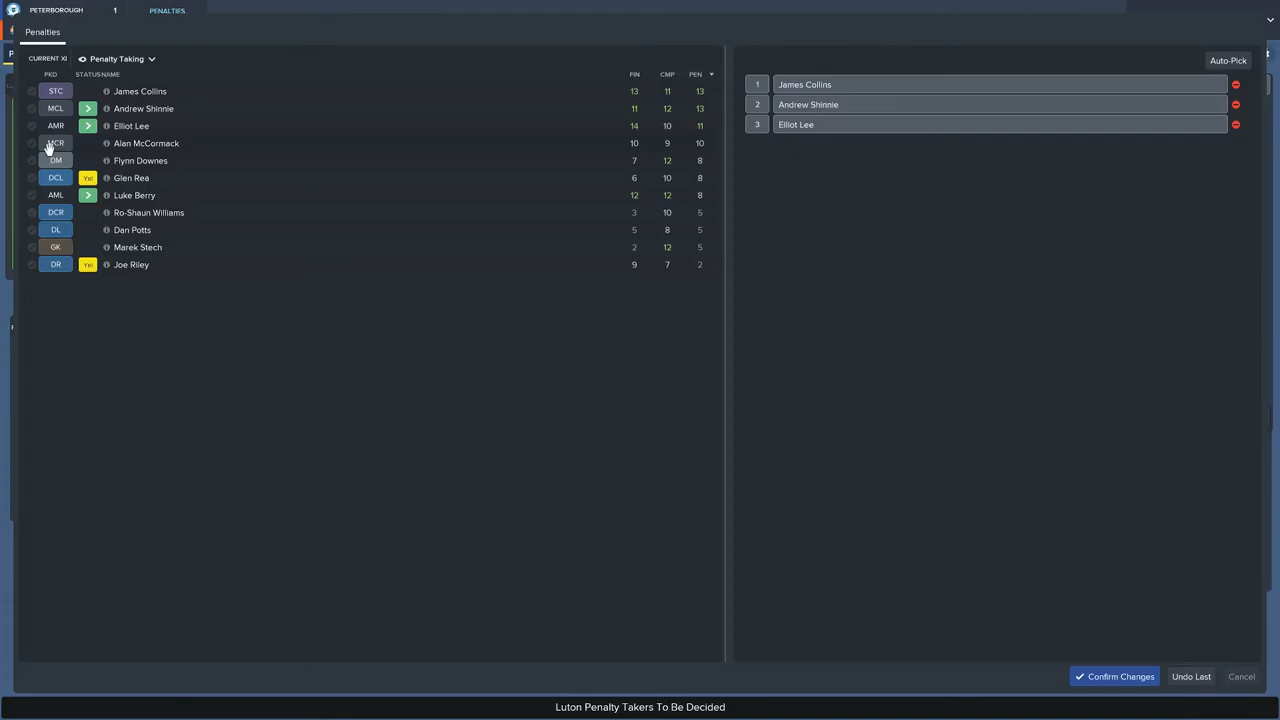 PETERBOROUGH 1 PENALTIES
Penalties
CURRENT XI Penalty Taking
PKD STATUS NAME FIN CMP PEN
STC James Collins 13 11 13
MCL Andrew Shinnie 11 12 13
AMR Elliot Lee 14 10 11
MCR Alan McCormack 10 9 10
DM Flynn Downes 7 12 8
DCL Yel Glen Rea 6 10 8
AML Luke Berry 12 12 8
DCR Ro-Shaun Williams 3 10 5
DL Dan Potts 5 8 5
GK Marek Stech 2 12 5
DR Yel Joe Riley 9 7 2
Auto-Pick
1 James Collins
2 Andrew Shinnie
3 Elliot Lee
Confirm Changes Undo Last Cancel
Luton Penalty Takers To Be Decided